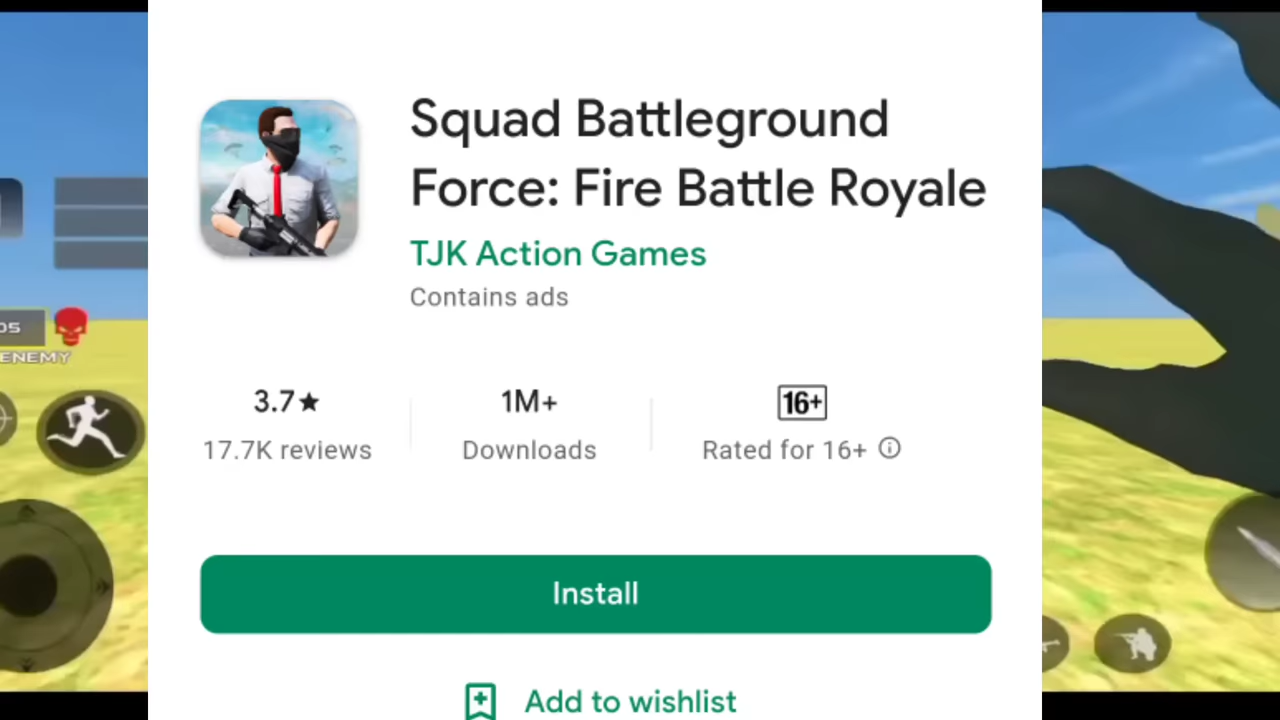 Squad Battleground
Force: Fire Battle Royale
TJK Action Games
Contains ads
3.7★
17.7K reviews
1M+
Downloads
16+
Rated for 16+
Install
Add to wishlist
ENEMY